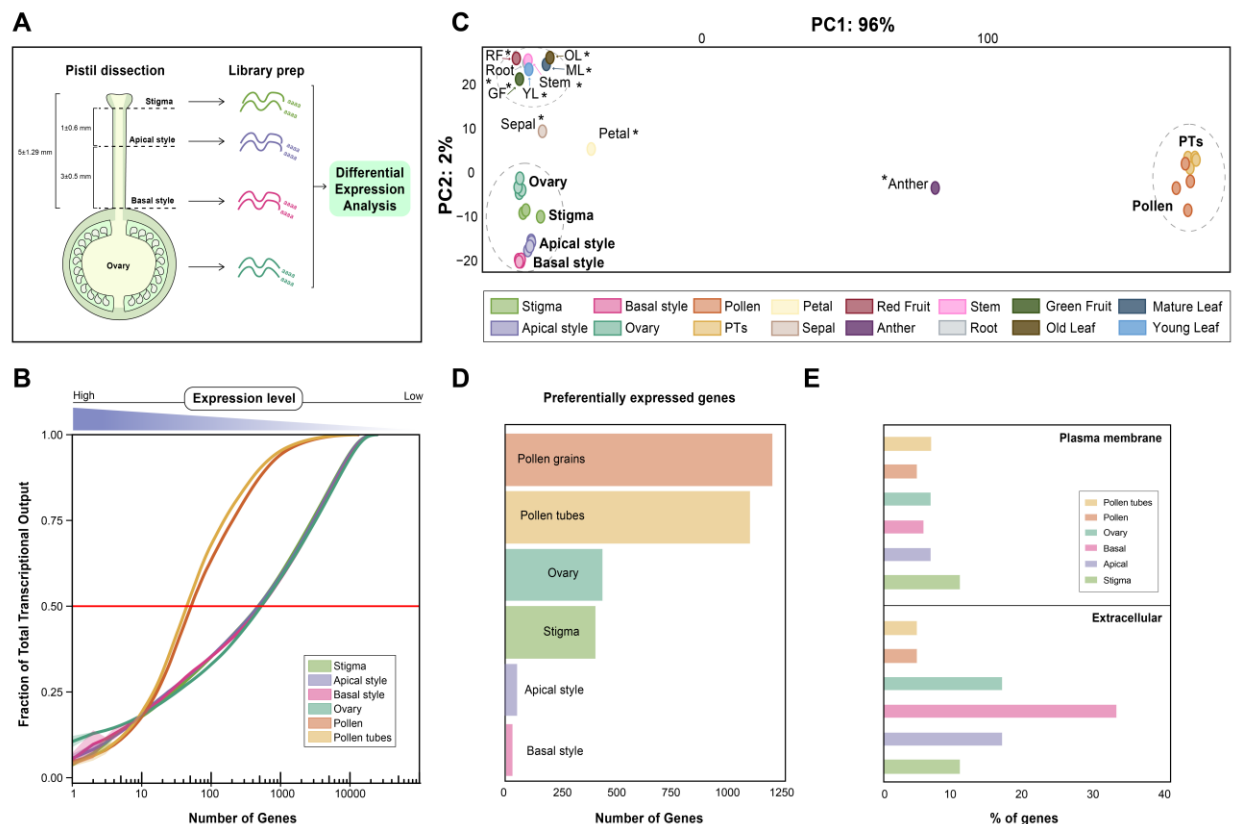 A
Pistil dissection
Library prep
Stigma
Apical style
Basal style
Ovary
1±0.6 mm
5±1.29 mm
3±0.5 mm
aaaa
aaaa
aaaa
aaaa
aaaa
aaaa
aaaa
aaaa
Differential
Expression
Analysis
C
PC1: 96%
0 100
PC2: 2%
20
10
0
−10
−20
RF* OL*
Root ML*
* Stem *
GF* YL*
Sepal*
Petal*
Ovary
Stigma
Apical style
Basal style
*Anther
PTs
Pollen
Stigma Basal style Pollen Petal Red Fruit Stem Green Fruit Mature Leaf
Apical style Ovary PTs Sepal Anther Root Old Leaf Young Leaf
B
High Expression level Low
Fraction of Total Transcriptional Output
1.00
0.75
0.50
0.25
0.00
Stigma
Apical style
Basal style
Ovary
Pollen
Pollen tubes
1 10 100 1000 10000
Number of Genes
D
Preferentially expressed genes
Pollen grains
Pollen tubes
Ovary
Stigma
Apical style
Basal style
0 250 500 750 1000 1250
Number of Genes
E
Plasma membrane
Pollen tubes
Pollen
Ovary
Basal
Apical
Stigma
Extracellular
0 10 20 30 40
% of genes